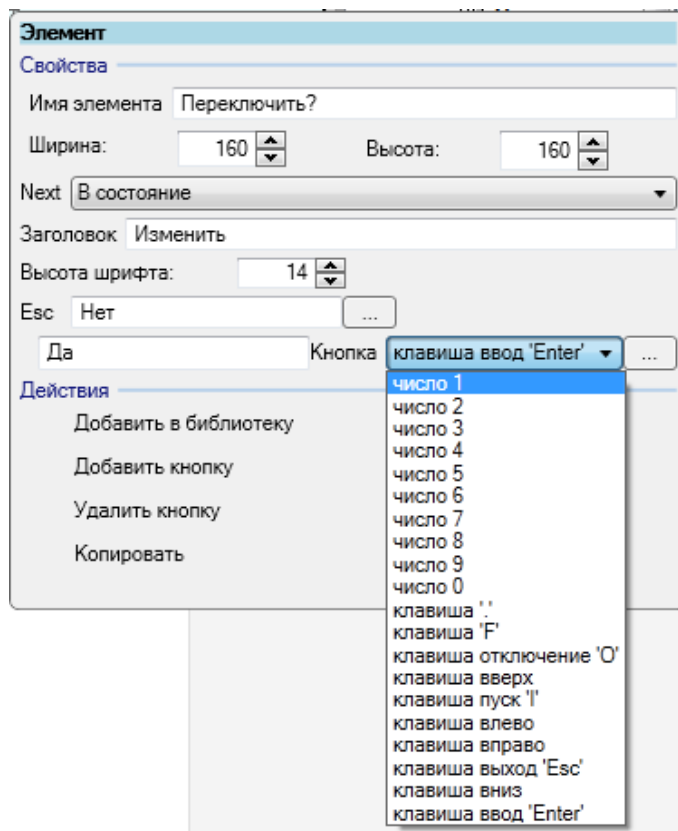 Элемент
Свойства
Имя элемента Переключить?
Ширина: 160 Высота: 160
Next В состояние
Заголовок Изменить
Высота шрифта: 14
Esc Нет ...
Да Кнопка клавиша ввод 'Enter' ...
Действия
Добавить в библиотеку
Добавить кнопку
Удалить кнопку
Копировать
число 1
число 2
число 3
число 4
число 5
число 6
число 7
число 8
число 9
число 0
клавиша '.'
клавиша 'F'
клавиша отключение 'O'
клавиша вверх
клавиша пуск 'I'
клавиша влево
клавиша вправо
клавиша выход 'Esc'
клавиша вниз
клавиша ввод 'Enter'